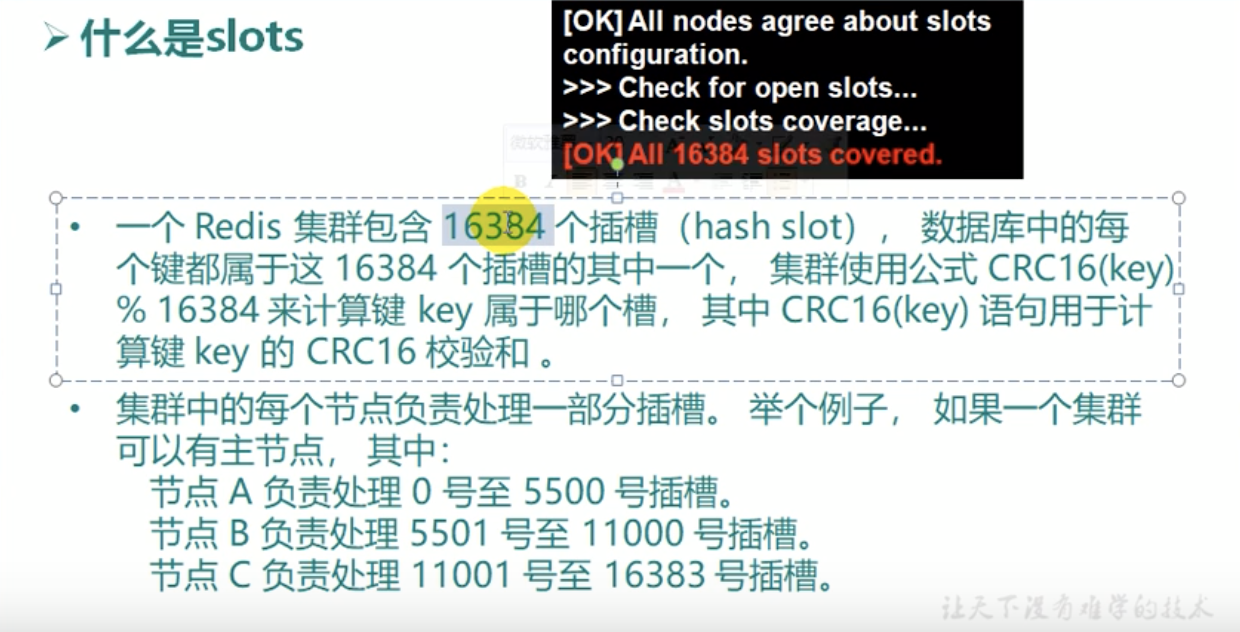 什么是slots
[OK] All nodes agree about slots
configuration.
>>> Check for open slots...
>>> Check slots coverage...
[OK] All 16384 slots covered.
• 一个 Redis 集群包含 16384 个插槽（hash slot）， 数据库中的每
个键都属于这 16384 个插槽的其中一个， 集群使用公式 CRC16(key)
% 16384 来计算键 key 属于哪个槽， 其中 CRC16(key) 语句用于计
算键 key 的 CRC16 校验和 。
• 集群中的每个节点负责处理一部分插槽。 举个例子， 如果一个集群
可以有主节点， 其中：
节点 A 负责处理 0 号至 5500 号插槽。
节点 B 负责处理 5501 号至 11000 号插槽。
节点 C 负责处理 11001 号至 16383 号插槽。
让天下没有难学的技术